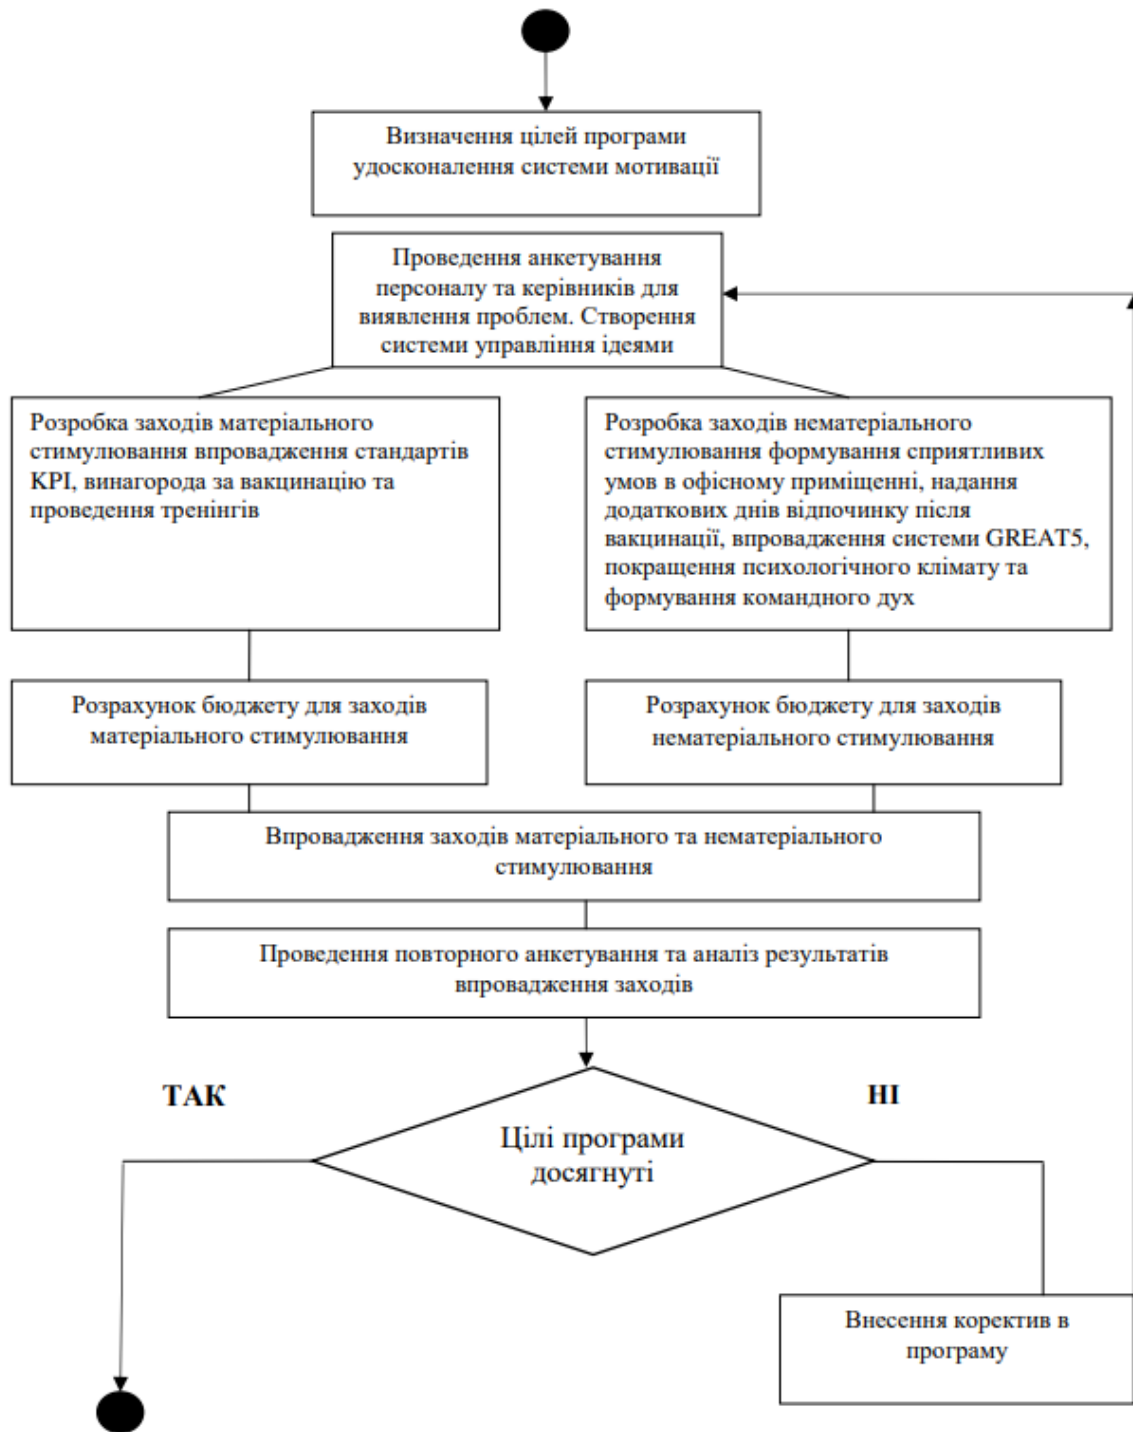 Визначення цілей програми
удосконалення системи мотивації
Проведення анкетування
персоналу та керівників для
виявлення проблем. Створення
системи управління ідеями
Розробка заходів матеріального
стимулювання впровадження стандартів
KPI, винагорода за вакцинацію та
проведення тренінгів
Розробка заходів нематеріального
стимулювання формування сприятливих
умов в офісному приміщенні, надання
додаткових днів відпочинку після
вакцинації, впровадження системи GREAT5,
покращення психологічного клімату та
формування командного дух
Розрахунок бюджету для заходів
матеріального стимулювання
Розрахунок бюджету для заходів
нематеріального стимулювання
Впровадження заходів матеріального та нематеріального
стимулювання
Проведення повторного анкетування та аналіз результатів
впровадження заходів
ТАК
НІ
Цілі програми
досягнуті
Внесення коректив в
програму